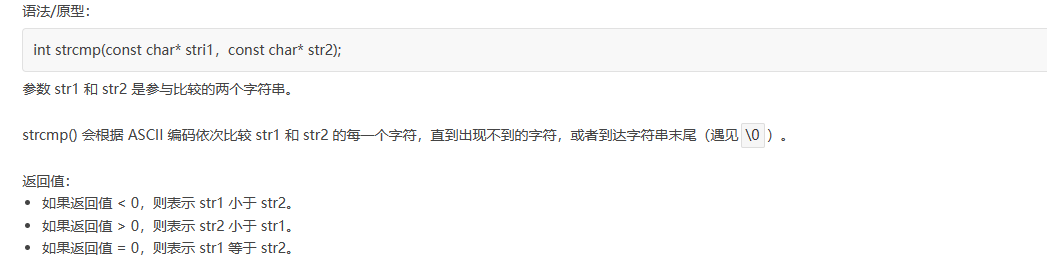 语法/原型：
int strcmp(const char* stri1，const char* str2);
参数 str1 和 str2 是参与比较的两个字符串。
strcmp() 会根据 ASCII 编码依次比较 str1 和 str2 的每一个字符，直到出现不到的字符，或者到达字符串末尾（遇见\0）。
返回值：
• 如果返回值 < 0，则表示 str1 小于 str2。
• 如果返回值 > 0，则表示 str2 小于 str1。
• 如果返回值 = 0，则表示 str1 等于 str2。